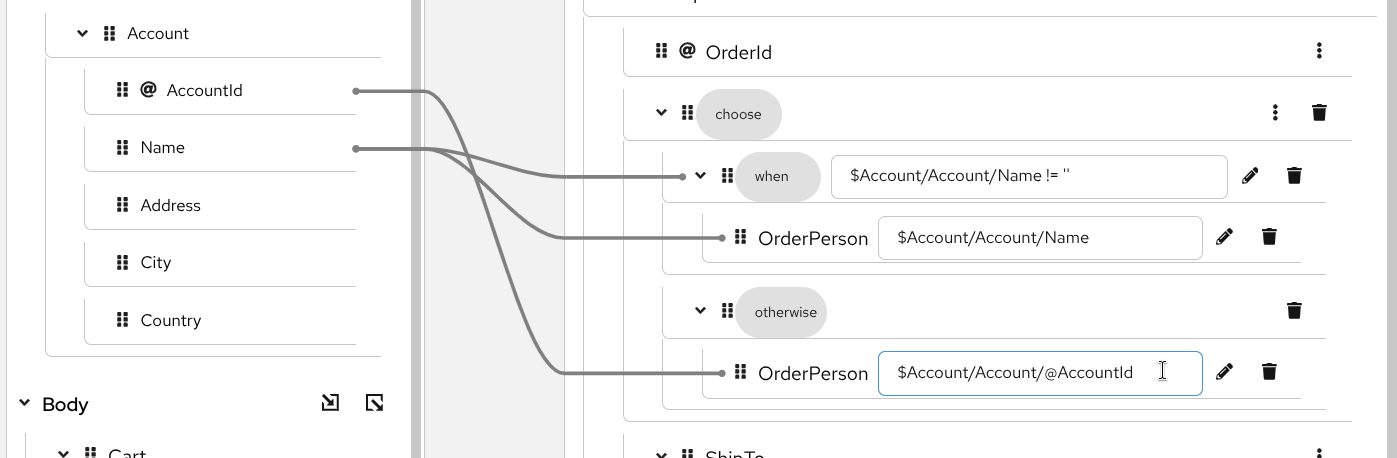 Account
@ AccountId
Name
Address
City
Country
Body
Cart
@ OrderId
choose
when $Account/Account/Name != ''
OrderPerson $Account/Account/Name
otherwise
OrderPerson $Account/Account/@AccountId
ShipTo